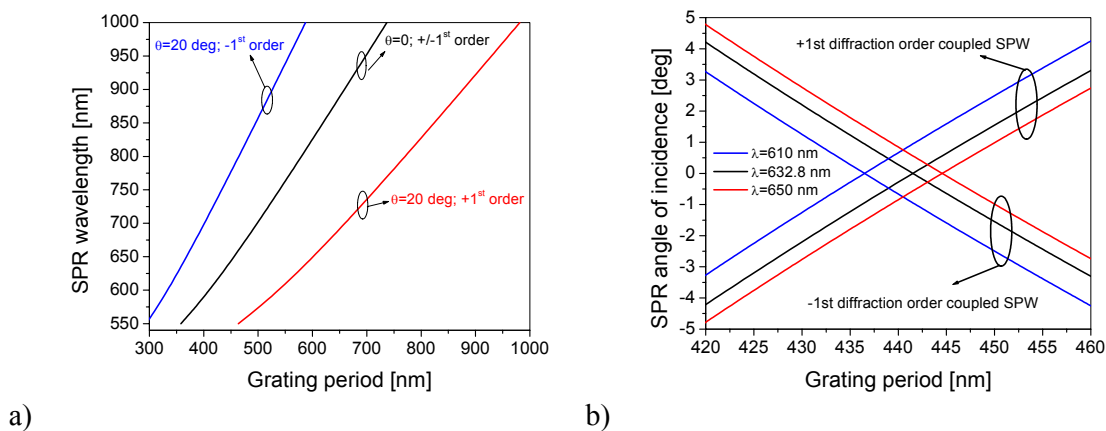 1000
950
900
850
800
750
700
650
600
550
SPR wavelength [nm]
θ=20 deg; -1st order
θ=0; +/-1st order
θ=20 deg; +1st order
300 400 500 600 700 800 900 1000
Grating period [nm]
a)
5
4
3
2
1
0
-1
-2
-3
-4
-5
SPR angle of incidence [deg]
+1st diffraction order coupled SPW
λ=610 nm
λ=632.8 nm
λ=650 nm
-1st diffraction order coupled SPW
420 425 430 435 440 445 450 455 460
Grating period [nm]
b)